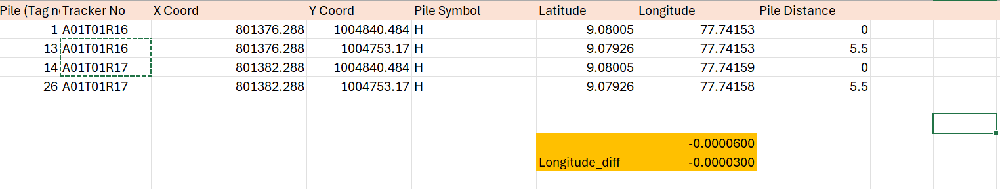 Pile (Tag n Tracker No X Coord Y Coord Pile Symbol Latitude Longitude Pile Distance
1 A01T01R16 801376.288 1004840.484 H 9.08005 77.74153 0
13 A01T01R16 801376.288 1004753.17 H 9.07926 77.74153 5.5
14 A01T01R17 801382.288 1004840.484 H 9.08005 77.74159 0
26 A01T01R17 801382.288 1004753.17 H 9.07926 77.74158 5.5
-0.0000600
Longitude_diff -0.0000300